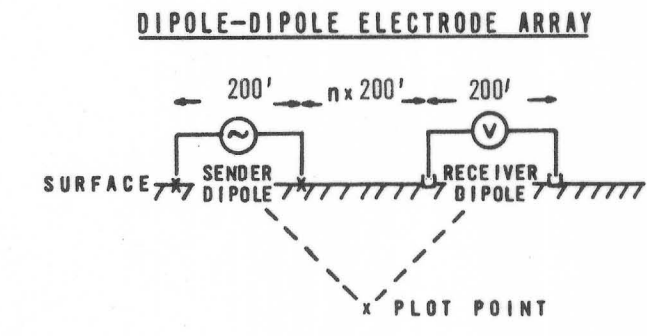 DIPOLE-DIPOLE ELECTRODE ARRAY
200' n x 200' 200'
~ V
SURFACE x SENDER x RECEIVER
DIPOLE DIPOLE
x PLOT POINT